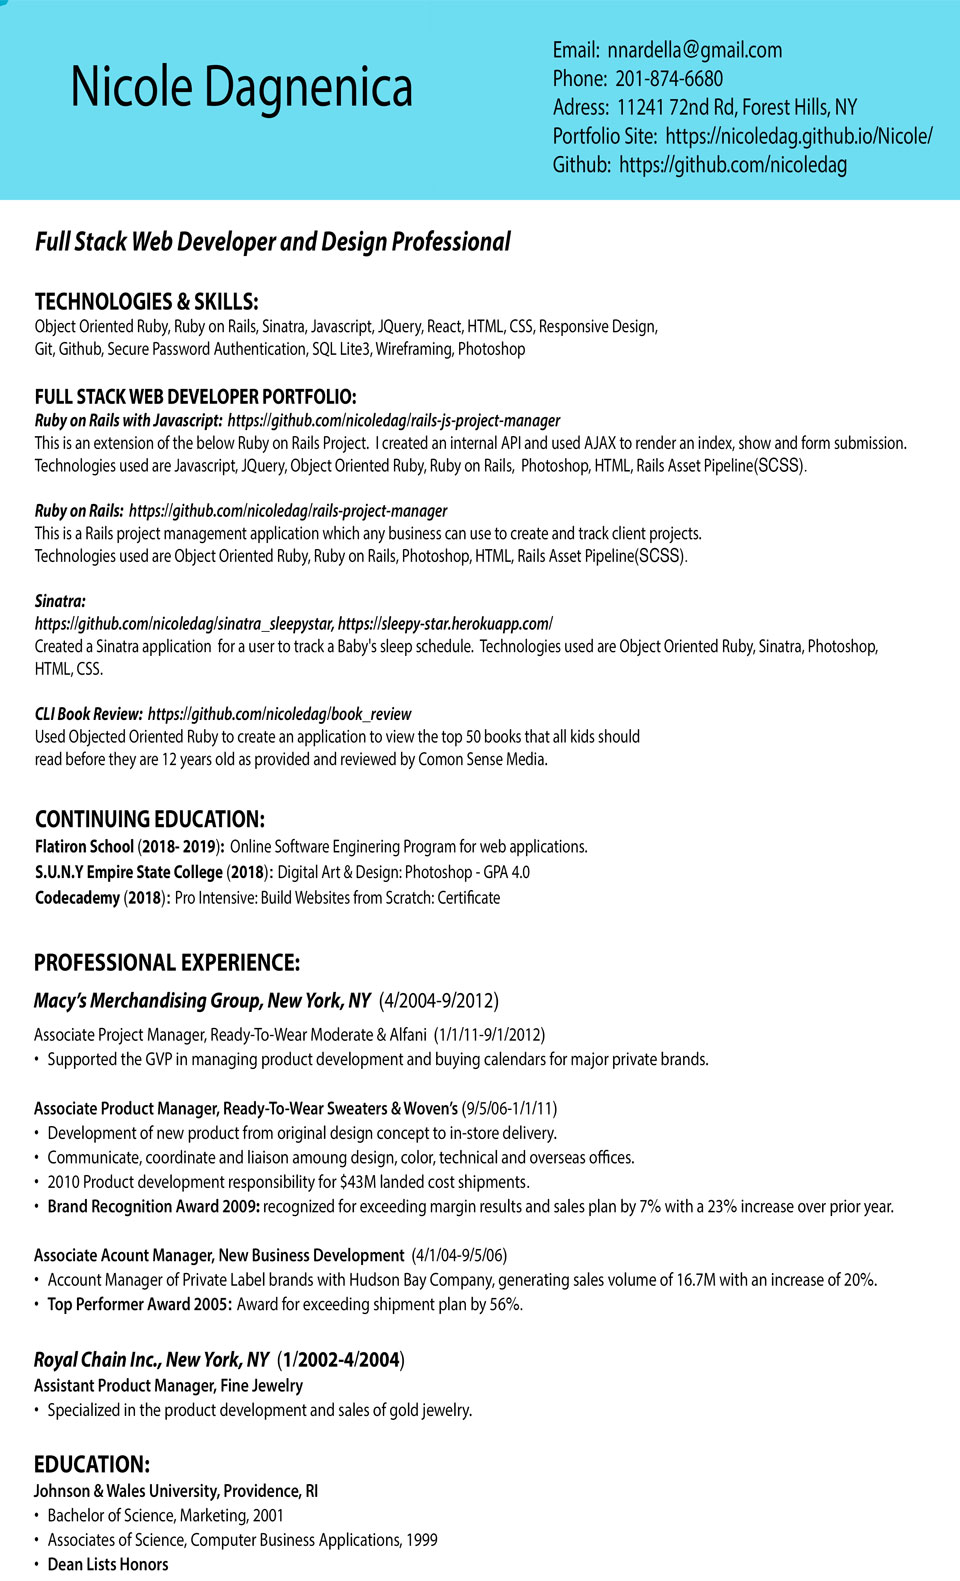 Nicole Dagnenica
Email: nnardella@gmail.com
Phone: 201-874-6680
Adress: 11241 72nd Rd, Forest Hills, NY
Portfolio Site: https://nicoledag.github.io/Nicole/
Github: https://github.com/nicoledag
Full Stack Web Developer and Design Professional
TECHNOLOGIES & SKILLS:
Object Oriented Ruby, Ruby on Rails, Sinatra, Javascript, JQuery, React, HTML, CSS, Responsive Design,
Git, Github, Secure Password Authentication, SQL Lite3, Wireframing, Photoshop
FULL STACK WEB DEVELOPER PORTFOLIO:
Ruby on Rails with Javascript: https://github.com/nicoledag/rails-js-project-manager
This is an extension of the below Ruby on Rails Project. I created an internal API and used AJAX to render an index, show and form submission.
Technologies used are Javascript, JQuery, Object Oriented Ruby, Ruby on Rails, Photoshop, HTML, Rails Asset Pipeline(SCSS).
Ruby on Rails: https://github.com/nicoledag/rails-project-manager
This is a Rails project management application which any business can use to create and track client projects.
Technologies used are Object Oriented Ruby, Ruby on Rails, Photoshop, HTML, Rails Asset Pipeline(SCSS).
Sinatra:
https://github.com/nicoledag/sinatra_sleepystar, https://sleepy-star.herokuapp.com/
Created a Sinatra application for a user to track a Baby's sleep schedule. Technologies used are Object Oriented Ruby, Sinatra, Photoshop,
HTML, CSS.
CLI Book Review: https://github.com/nicoledag/book_review
Used Objected Oriented Ruby to create an application to view the top 50 books that all kids should
read before they are 12 years old as provided and reviewed by Comon Sense Media.
CONTINUING EDUCATION:
Flatiron School (2018- 2019): Online Software Enginering Program for web applications.
S.U.N.Y Empire State College (2018): Digital Art & Design: Photoshop - GPA 4.0
Codecademy (2018): Pro Intensive: Build Websites from Scratch: Certificate
PROFESSIONAL EXPERIENCE:
Macy's Merchandising Group, New York, NY (4/2004-9/2012)
Associate Project Manager, Ready-To-Wear Moderate & Alfani (1/1/11-9/1/2012)
• Supported the GVP in managing product development and buying calendars for major private brands.
Associate Product Manager, Ready-To-Wear Sweaters & Woven's (9/5/06-1/1/11)
• Development of new product from original design concept to in-store delivery.
• Communicate, coordinate and liaison amoung design, color, technical and overseas offices.
• 2010 Product development responsibility for $43M landed cost shipments.
• Brand Recognition Award 2009: recognized for exceeding margin results and sales plan by 7% with a 23% increase over prior year.
Associate Acount Manager, New Business Development (4/1/04-9/5/06)
• Account Manager of Private Label brands with Hudson Bay Company, generating sales volume of 16.7M with an increase of 20%.
• Top Performer Award 2005: Award for exceeding shipment plan by 56%.
Royal Chain Inc., New York, NY (1/2002-4/2004)
Assistant Product Manager, Fine Jewelry
• Specialized in the product development and sales of gold jewelry.
EDUCATION:
Johnson & Wales University, Providence, RI
• Bachelor of Science, Marketing, 2001
• Associates of Science, Computer Business Applications, 1999
• Dean Lists Honors